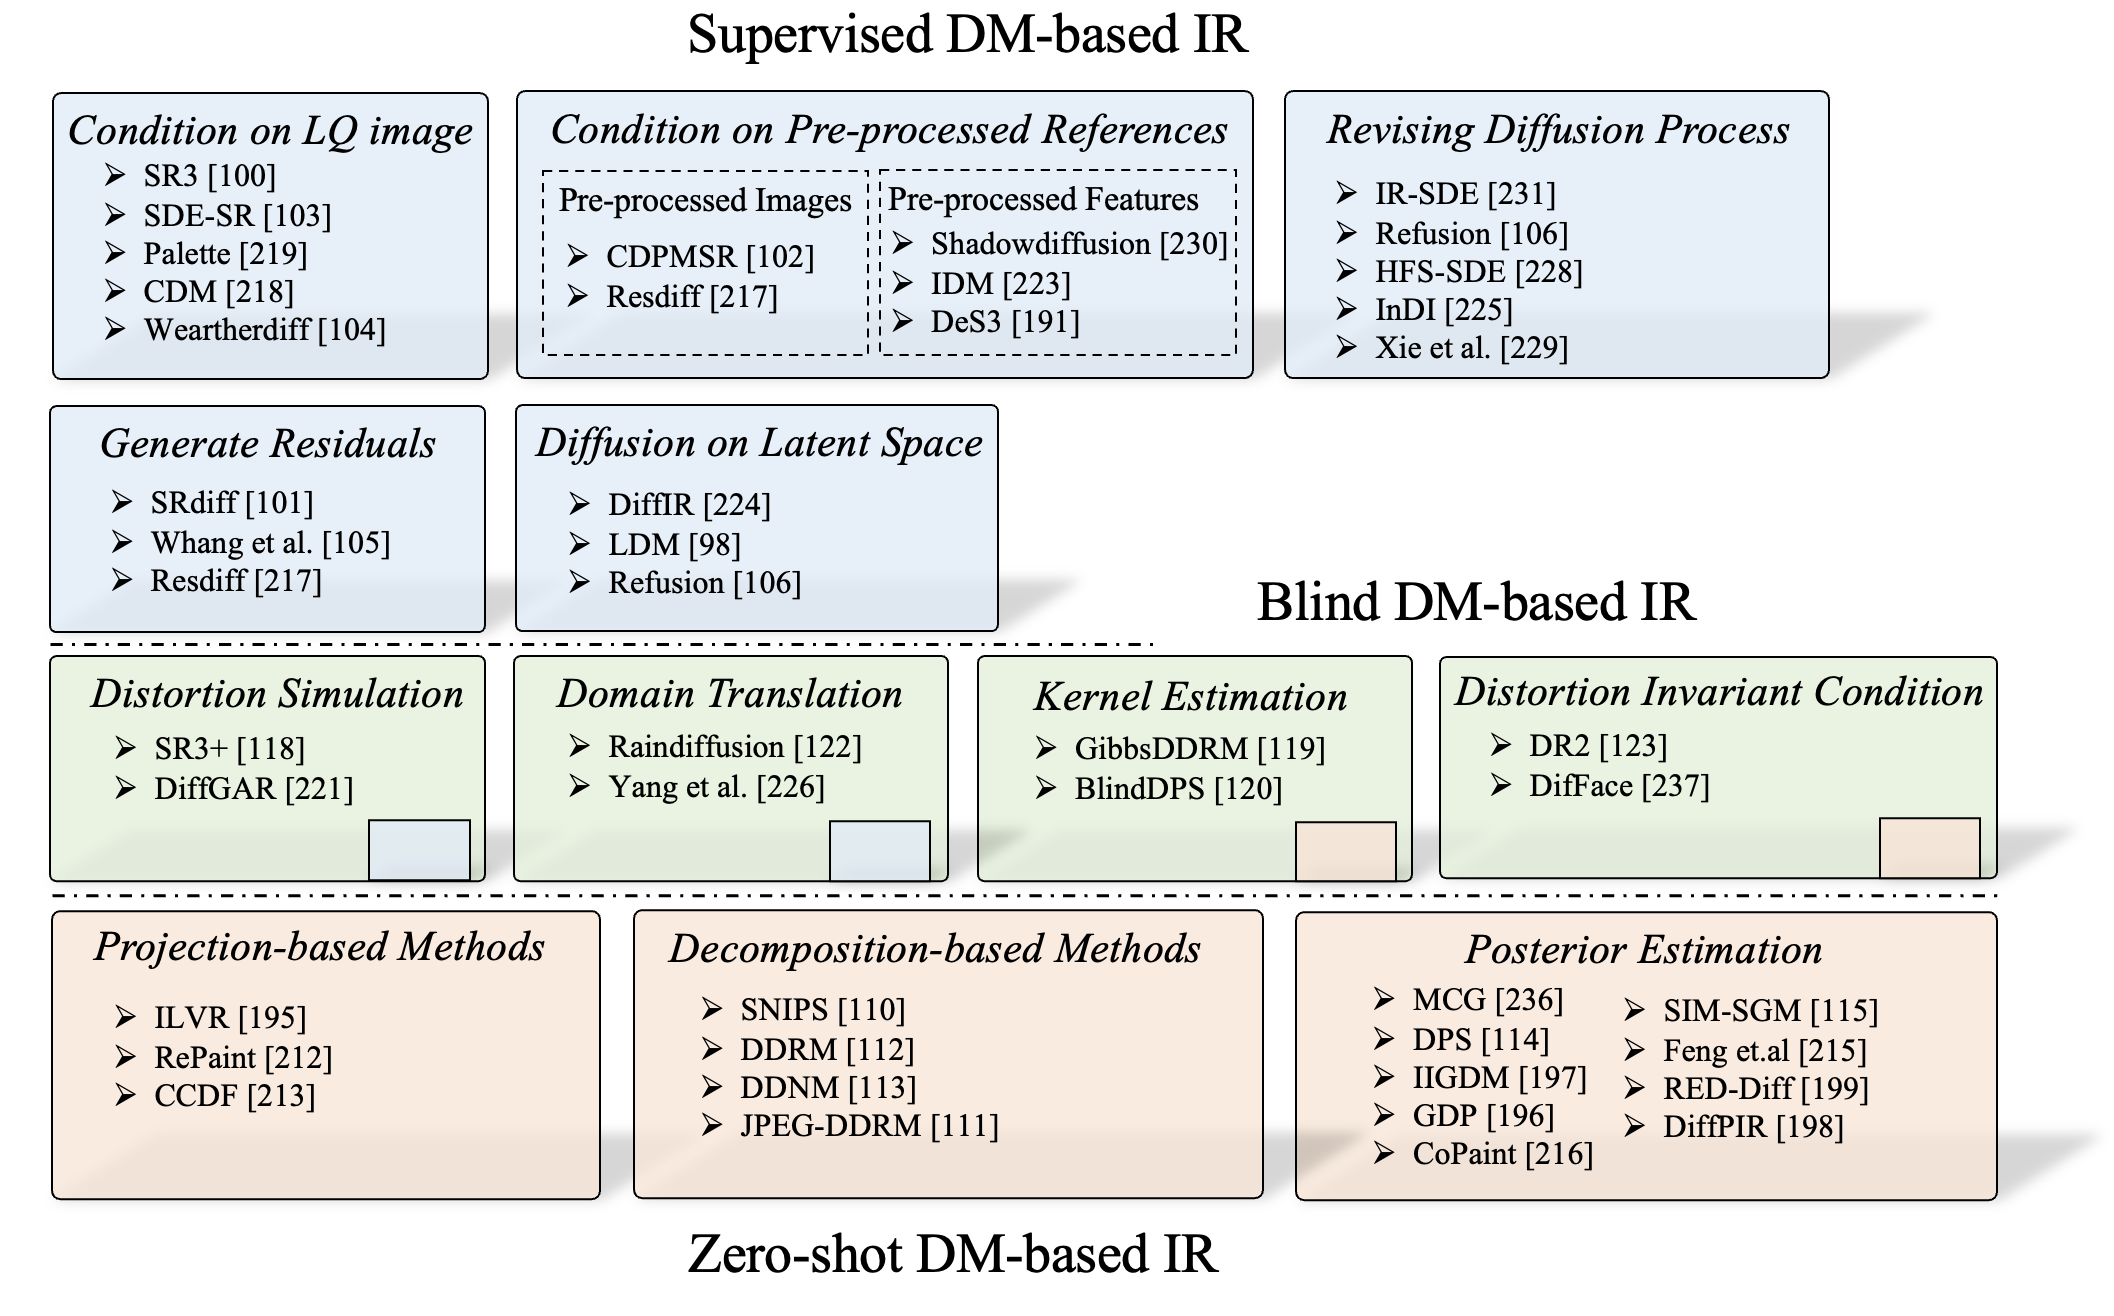 Supervised DM-based IR
Condition on LQ image
➢ SR3 [100]
➢ SDE-SR [103]
➢ Palette [219]
➢ CDM [218]
➢ Weartherdiff [104]
Condition on Pre-processed References
Pre-processed Images
➢ CDPMSR [102]
➢ Resdiff [217]
Pre-processed Features
➢ Shadowdiffusion [230]
➢ IDM [223]
➢ DeS3 [191]
Revising Diffusion Process
➢ IR-SDE [231]
➢ Refusion [106]
➢ HFS-SDE [228]
➢ InDI [225]
➢ Xie et al. [229]
Generate Residuals
➢ SRdiff [101]
➢ Whang et al. [105]
➢ Resdiff [217]
Diffusion on Latent Space
➢ DiffIR [224]
➢ LDM [98]
➢ Refusion [106]
Blind DM-based IR
Distortion Simulation
➢ SR3+ [118]
➢ DiffGAR [221]
Domain Translation
➢ Raindiffusion [122]
➢ Yang et al. [226]
Kernel Estimation
➢ GibbsDDRM [119]
➢ BlindDPS [120]
Distortion Invariant Condition
➢ DR2 [123]
➢ DifFace [237]
Projection-based Methods
➢ ILVR [195]
➢ RePaint [212]
➢ CCDF [213]
Decomposition-based Methods
➢ SNIPS [110]
➢ DDRM [112]
➢ DDNM [113]
➢ JPEG-DDRM [111]
Posterior Estimation
➢ MCG [236]
➢ DPS [114]
➢ IIGDM [197]
➢ GDP [196]
➢ CoPaint [216]
➢ SIM-SGM [115]
➢ Feng et.al [215]
➢ RED-Diff [199]
➢ DiffPIR [198]
Zero-shot DM-based IR